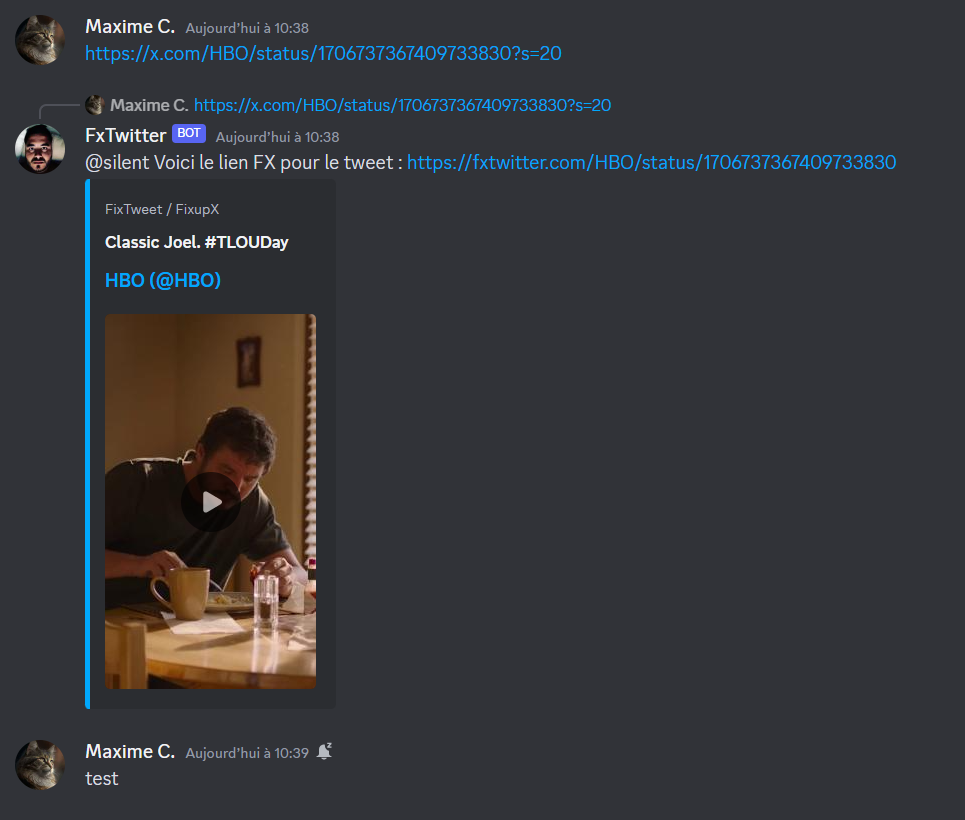 Maxime C. Aujourd'hui à 10:38
https://x.com/HBO/status/1706737367409733830?s=20
Maxime C. https://x.com/HBO/status/1706737367409733830?s=20
FxTwitter BOT Aujourd'hui à 10:38
@silent Voici le lien FX pour le tweet : https://fxtwitter.com/HBO/status/1706737367409733830
FixTweet / FixupX
Classic Joel. #TLOUDay
HBO (@HBO)
Maxime C. Aujourd'hui à 10:39
test